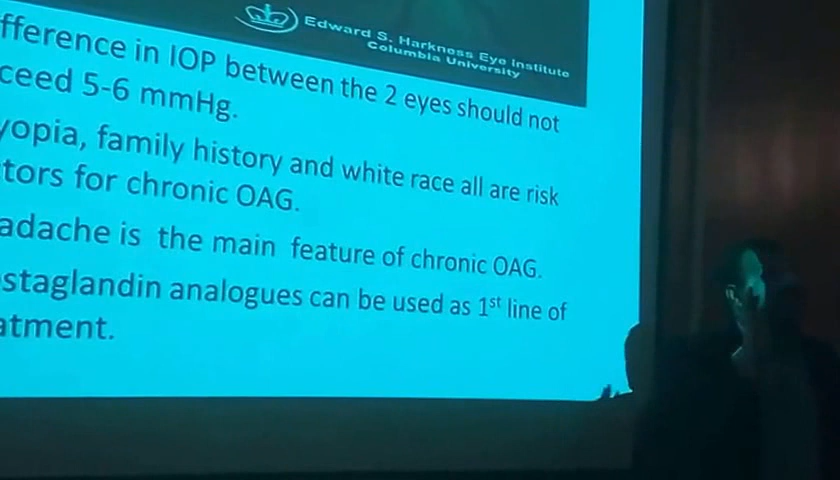 Edward S. Harkness Eye Institute
Columbia University
fference in IOP between the 2 eyes should not
ceed 5-6 mmHg.
yopia, family history and white race all are risk
tors for chronic OAG.
adache is the main feature of chronic OAG.
staglandin analogues can be used as 1st line of
atment.